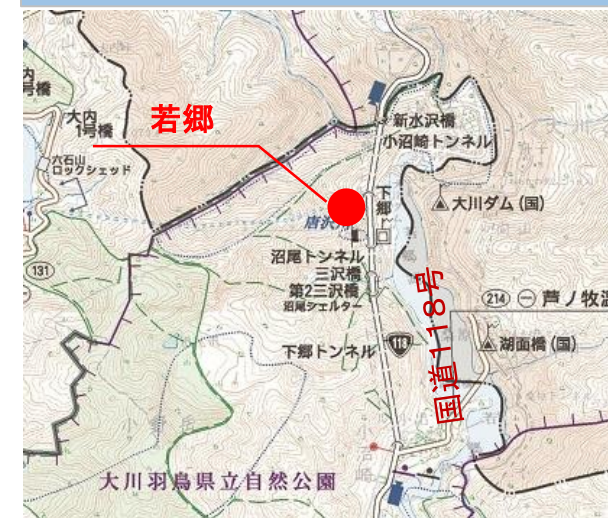 内
号橋
大内
1号橋
六石山
ロックシェッド
若郷
新水沢橋
小沼崎トンネル
下郷
大川ダム(国)
沼尾トンネル
三沢橋
第2三沢橋
沼尾シェルター
131
214
芦ノ牧温
湖面橋(国)
下郷トンネル
118
国道118号
大川羽鳥県立自然公園